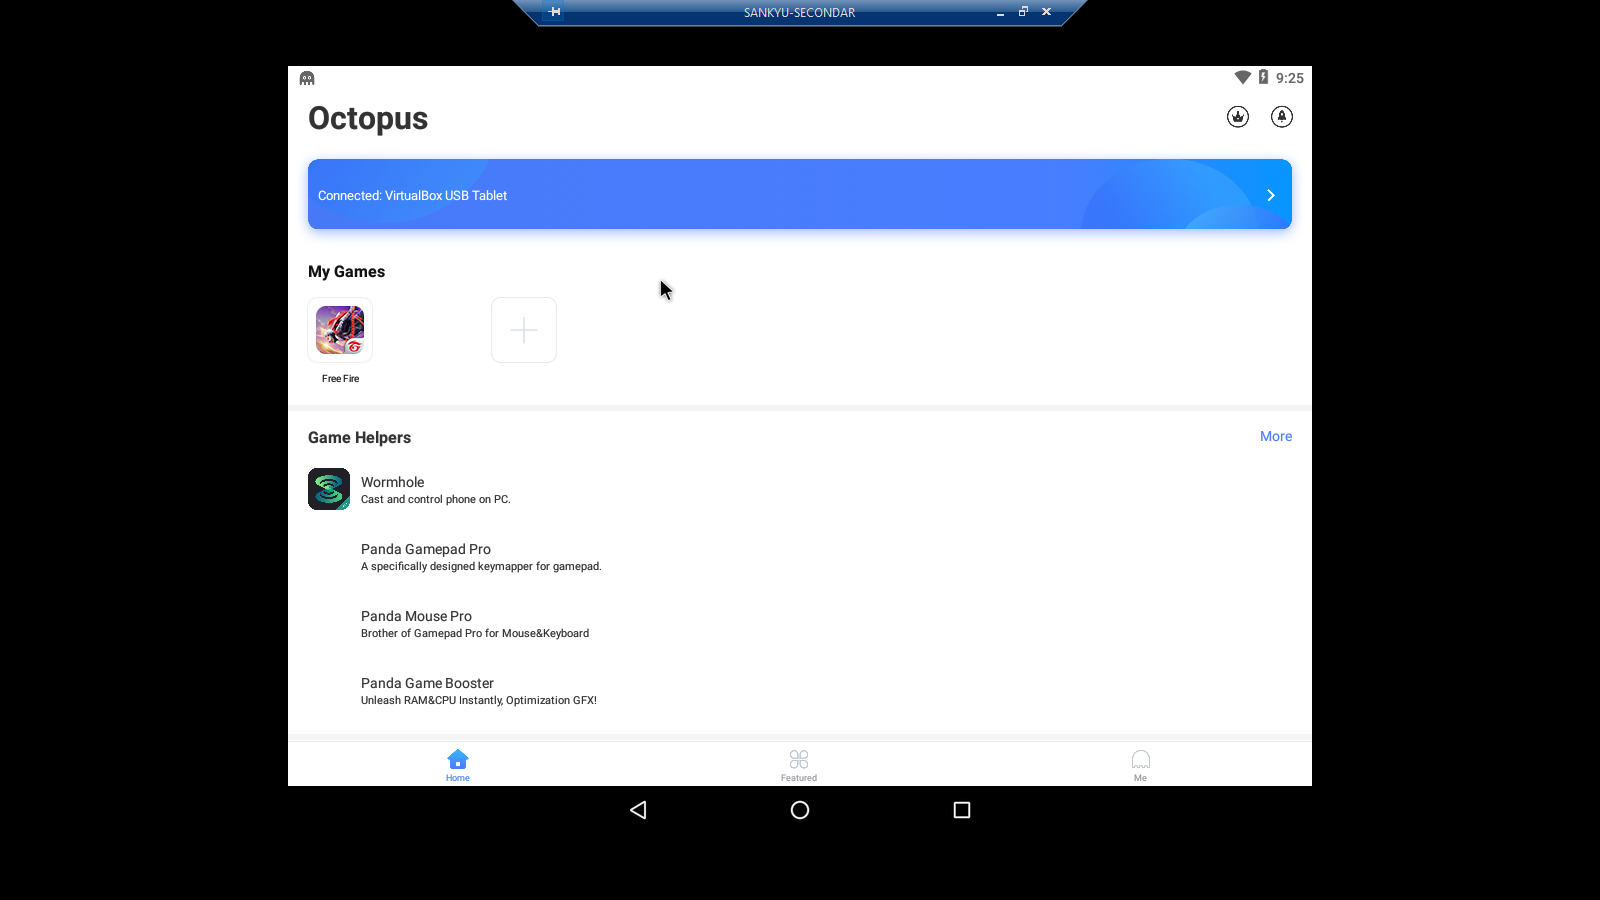 SANKYU-SECONDAR
9:25
Octopus
Connected: VirtualBox USB Tablet
My Games
Free Fire
Game Helpers
More
Wormhole
Cast and control phone on PC.
Panda Gamepad Pro
A specifically designed keymapper for gamepad.
Panda Mouse Pro
Brother of Gamepad Pro for Mouse&Keyboard
Panda Game Booster
Unleash RAM&CPU Instantly, Optimization GFX!
Home
Featured
Me